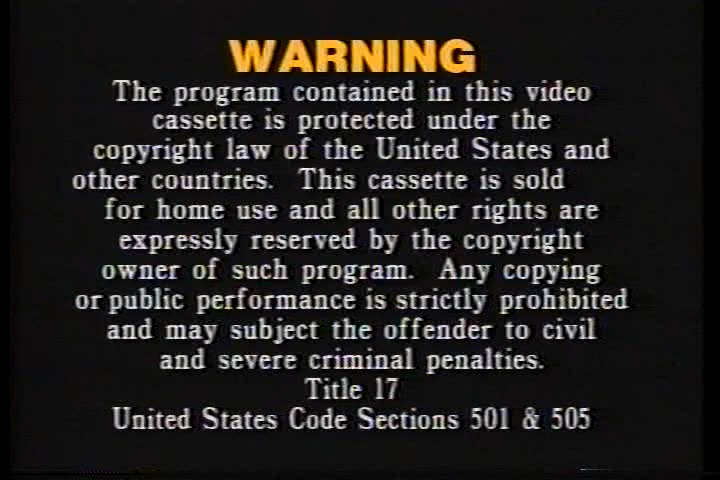 WARNING
The program contained in this video
cassette is protected under the
copyright law of the United States and
other countries. This cassette is sold
for home use and all other rights are
expressly reserved by the copyright
owner of such program. Any copying
or public performance is strictly prohibited
and may subject the offender to civil
and severe criminal penalties.
Title 17
United States Code Sections 501 & 505